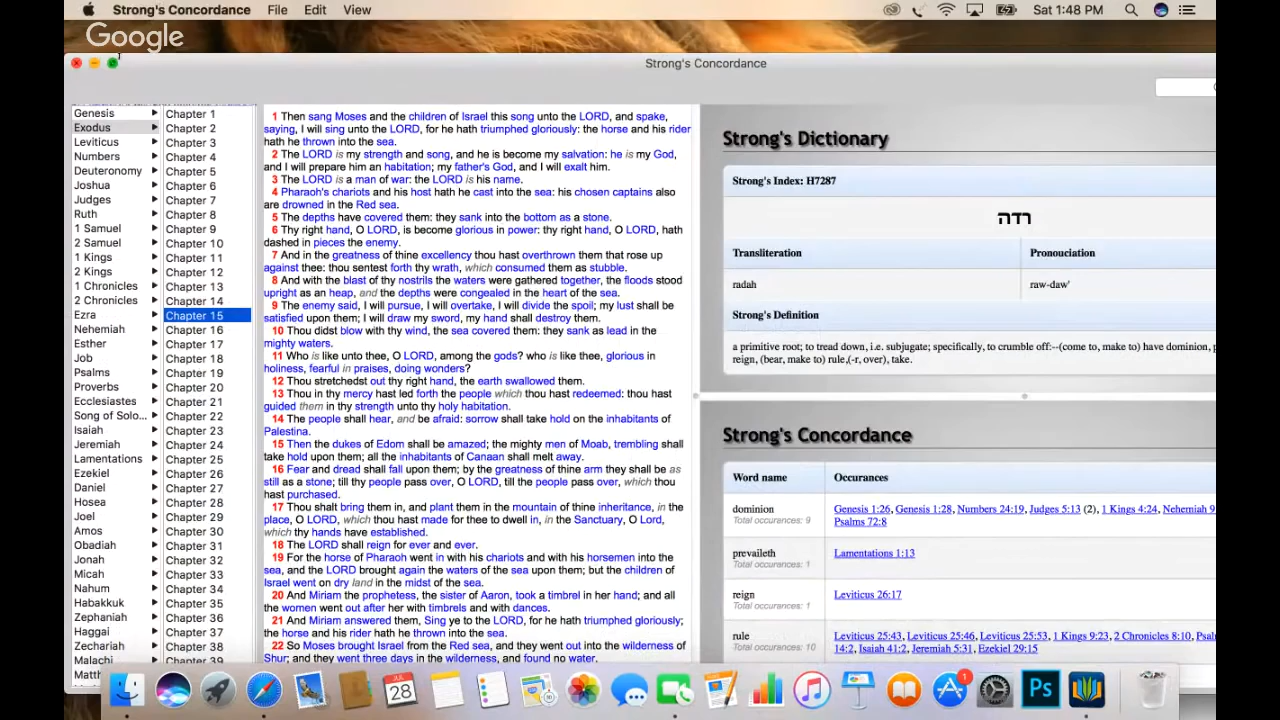 Strong's Concordance File Edit View Sat 1:48 PM
Google
Strong's Concordance
Genesis
Exodus
Leviticus
Numbers
Deuteronomy
Joshua
Judges
Ruth
1 Samuel
2 Samuel
1 Kings
2 Kings
1 Chronicles
2 Chronicles
Ezra
Nehemiah
Esther
Job
Psalms
Proverbs
Ecclesiastes
Song of Solo...
Isaiah
Jeremiah
Lamentations
Ezekiel
Daniel
Hosea
Joel
Amos
Obadiah
Jonah
Micah
Nahum
Habakkuk
Zephaniah
Haggai
Zechariah
Malachi
Matth
Chapter 1
Chapter 2
Chapter 3
Chapter 4
Chapter 5
Chapter 6
Chapter 7
Chapter 8
Chapter 9
Chapter 10
Chapter 11
Chapter 12
Chapter 13
Chapter 14
Chapter 15
Chapter 16
Chapter 17
Chapter 18
Chapter 19
Chapter 20
Chapter 21
Chapter 22
Chapter 23
Chapter 24
Chapter 25
Chapter 26
Chapter 27
Chapter 28
Chapter 29
Chapter 30
Chapter 31
Chapter 32
Chapter 33
Chapter 34
Chapter 35
Chapter 36
Chapter 37
Chapter 38
Chapter 39
1 Then sang Moses and the children of Israel this song unto the LORD, and spake,
saying, I will sing unto the LORD, for he hath triumphed gloriously: the horse and his rider
hath he thrown into the sea.
2 The LORD is my strength and song, and he is become my salvation: he is my God,
and I will prepare him an habitation; my father's God, and I will exalt him.
3 The LORD is a man of war: the LORD is his name.
4 Pharaoh's chariots and his host hath he cast into the sea: his chosen captains also
are drowned in the Red sea.
5 The depths have covered them: they sank into the bottom as a stone.
6 Thy right hand, O LORD, is become glorious in power: thy right hand, O LORD, hath
dashed in pieces the enemy.
7 And in the greatness of thine excellency thou hast overthrown them that rose up
against thee: thou sentest forth thy wrath, which consumed them as stubble.
8 And with the blast of thy nostrils the waters were gathered together, the floods stood
upright as an heap, and the depths were congealed in the heart of the sea.
9 The enemy said, I will pursue, I will overtake, I will divide the spoil; my lust shall be
satisfied upon them; I will draw my sword, my hand shall destroy them.
10 Thou didst blow with thy wind, the sea covered them: they sank as lead in the
mighty waters.
11 Who is like unto thee, O LORD, among the gods? who is like thee, glorious in
holiness, fearful in praises, doing wonders?
12 Thou stretchedst out thy right hand, the earth swallowed them.
13 Thou in thy mercy hast led forth the people which thou hast redeemed: thou hast
guided them in thy strength unto thy holy habitation.
14 The people shall hear, and be afraid: sorrow shall take hold on the inhabitants of
Palestina.
15 Then the dukes of Edom shall be amazed; the mighty men of Moab, trembling shall
take hold upon them; all the inhabitants of Canaan shall melt away.
16 Fear and dread shall fall upon them; by the greatness of thine arm they shall be as
still as a stone; till thy people pass over, O LORD, till the people pass over, which thou
hast purchased.
17 Thou shalt bring them in, and plant them in the mountain of thine inheritance, in the
place, O LORD, which thou hast made for thee to dwell in, in the Sanctuary, O Lord,
which thy hands have established.
18 The LORD shall reign for ever and ever.
19 For the horse of Pharaoh went in with his chariots and with his horsemen into the
sea, and the LORD brought again the waters of the sea upon them; but the children of
Israel went on dry land in the midst of the sea.
20 And Miriam the prophetess, the sister of Aaron, took a timbrel in her hand; and all
the women went out after her with timbrels and with dances.
21 And Miriam answered them, Sing ye to the LORD, for he hath triumphed gloriously;
the horse and his rider hath he thrown into the sea.
22 So Moses brought Israel from the Red sea, and they went out into the wilderness of
Shur; and they went three days in the wilderness, and found no water.
Strong's Dictionary
Strong's Index: H7287
רדה
Transliteration Pronouciation
radah raw-daw'
Strong's Definition
a primitive root; to tread down, i.e. subjugate; specifically, to crumble off:--(come to, make to) have dominion, p
reign, (bear, make to) rule,(-r, over), take.
Strong's Concordance
Word name Occurances
dominion Genesis 1:26, Genesis 1:28, Numbers 24:19, Judges 5:13 (2), 1 Kings 4:24, Nehemiah 9
Total occurances: 9 Psalms 72:8
prevaileth Lamentations 1:13
Total occurances: 1
reign Leviticus 26:17
Total occurances: 1
rule Leviticus 25:43, Leviticus 25:46, Leviticus 25:53, 1 Kings 9:23, 2 Chronicles 8:10, Psal
Total occurances: 10 14:2, Isaiah 41:2, Jeremiah 5:31, Ezekiel 29:15
JUL
28
1
Ps